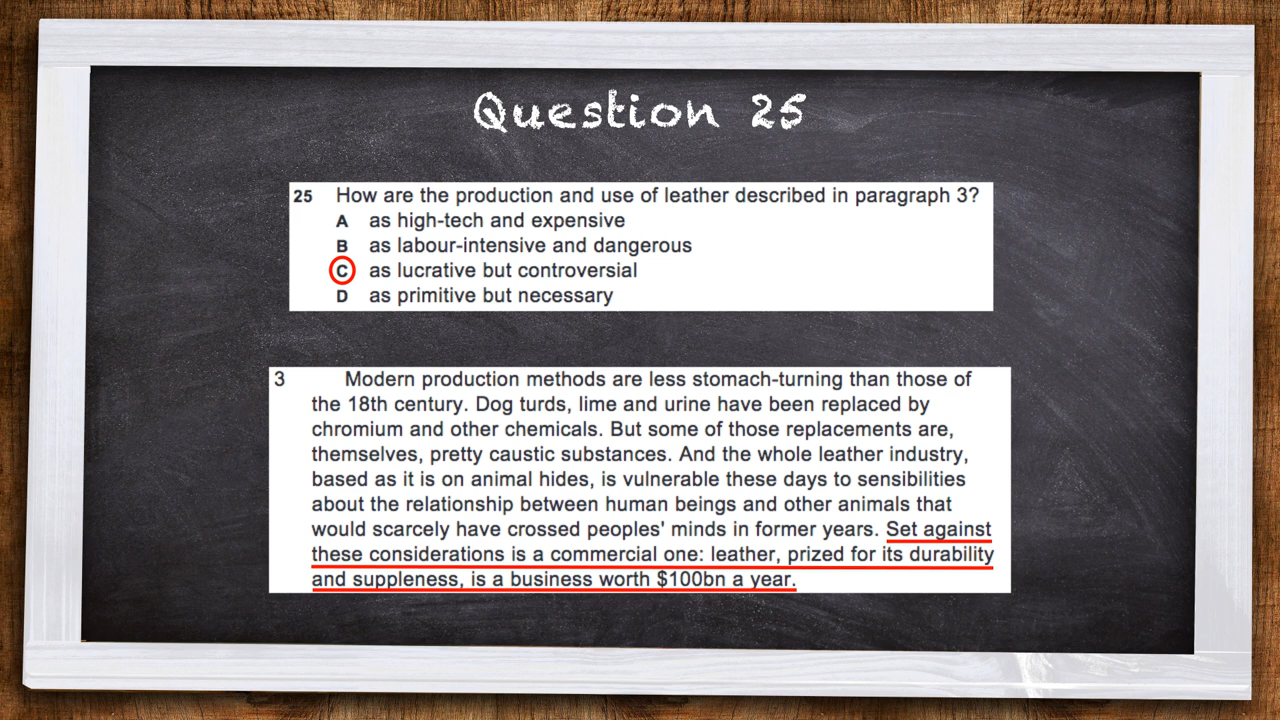 Question 25
25 How are the production and use of leather described in paragraph 3?
A as high-tech and expensive
B as labour-intensive and dangerous
C as lucrative but controversial
D as primitive but necessary
3 Modern production methods are less stomach-turning than those of
the 18th century. Dog turds, lime and urine have been replaced by
chromium and other chemicals. But some of those replacements are,
themselves, pretty caustic substances. And the whole leather industry,
based as it is on animal hides, is vulnerable these days to sensibilities
about the relationship between human beings and other animals that
would scarcely have crossed peoples' minds in former years. Set against
these considerations is a commercial one: leather, prized for its durability
and suppleness, is a business worth $100bn a year.